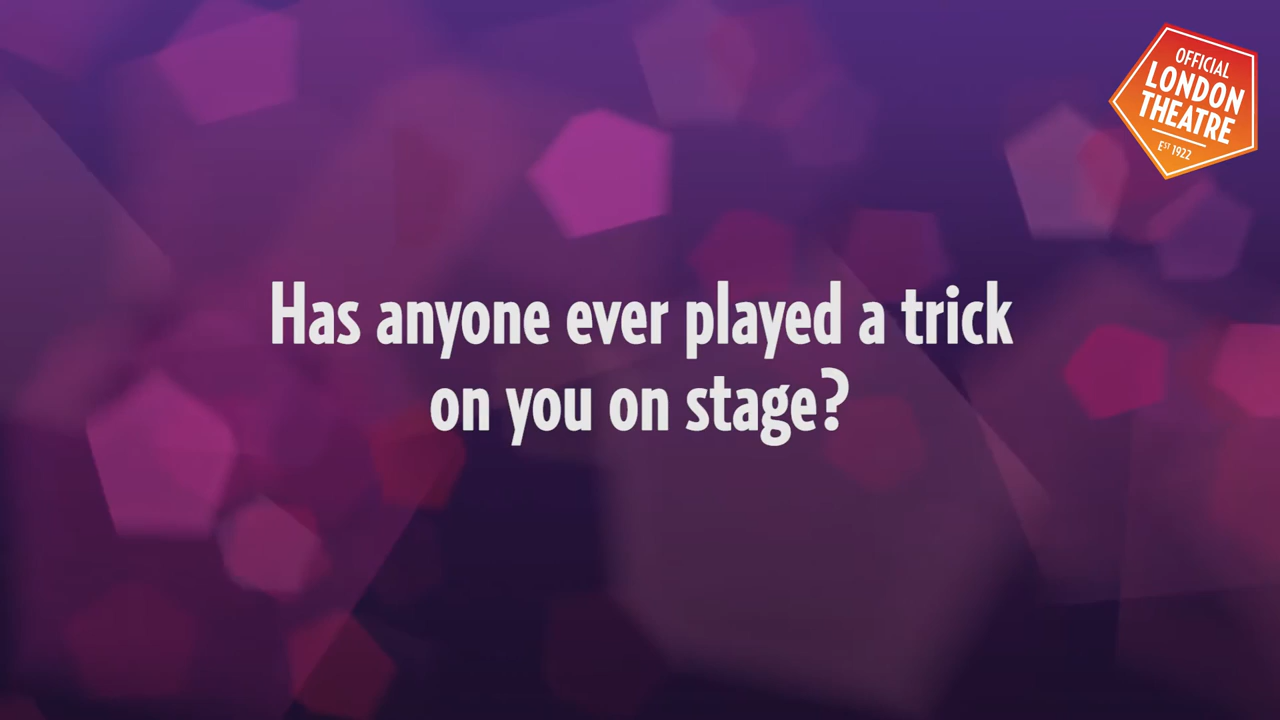 OFFICIAL
LONDON
THEATRE
EST 1922
Has anyone ever played a trick
on you on stage?